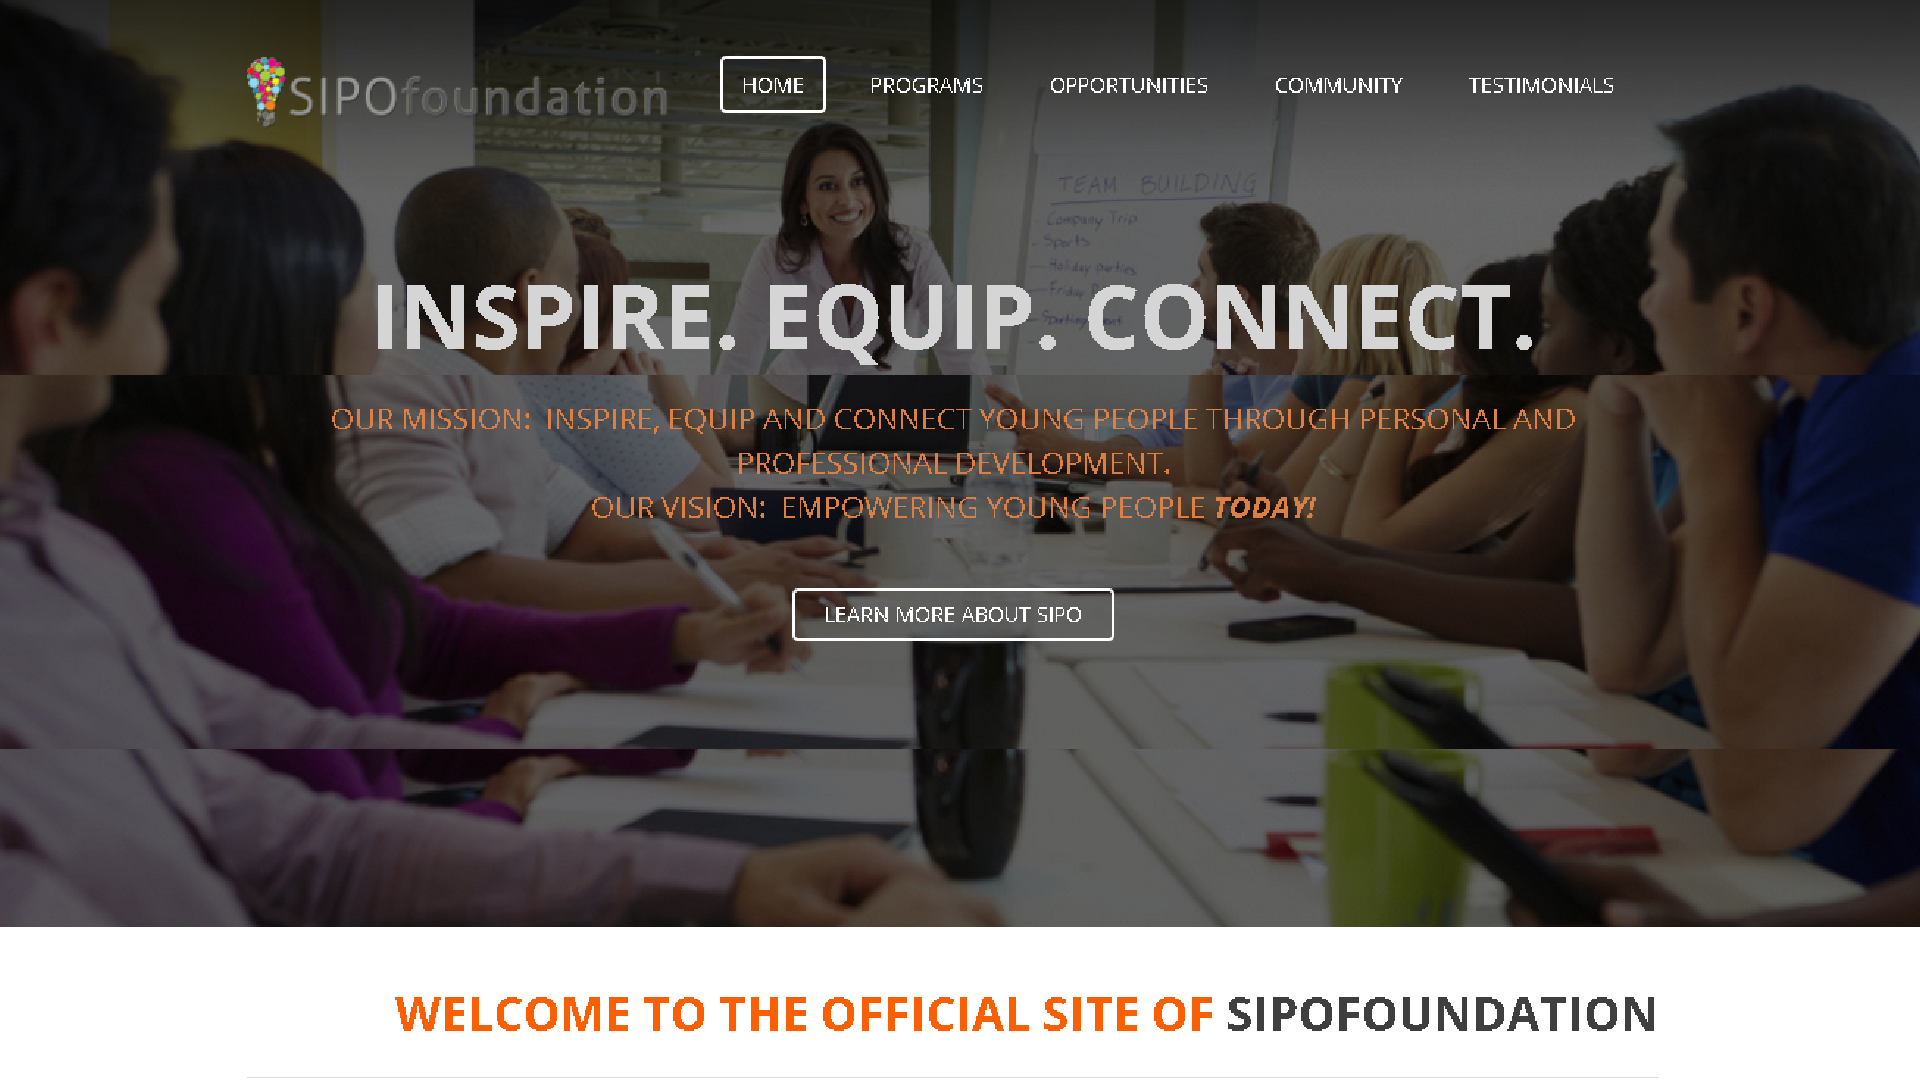 SIPOfoundation
HOME
PROGRAMS
OPPORTUNITIES
COMMUNITY
TESTIMONIALS
TEAM BUILDING
- Company Trip
- Sports
- Holiday parties
- Friday
INSPIRE. EQUIP. CONNECT.
OUR MISSION: INSPIRE, EQUIP AND CONNECT YOUNG PEOPLE THROUGH PERSONAL AND
PROFESSIONAL DEVELOPMENT.
OUR VISION: EMPOWERING YOUNG PEOPLE TODAY!
LEARN MORE ABOUT SIPO
WELCOME TO THE OFFICIAL SITE OF SIPOFOUNDATION